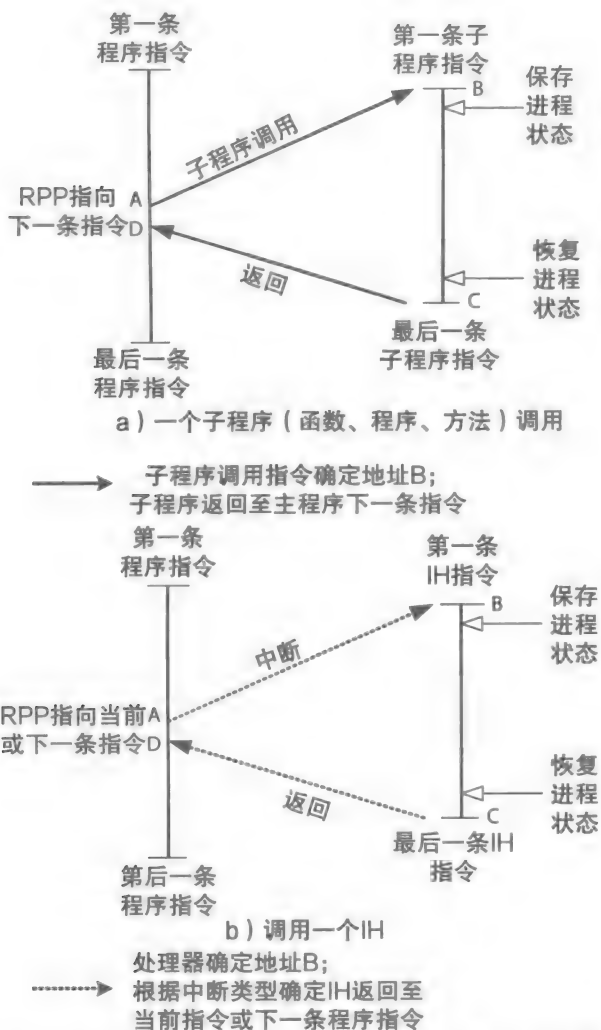 第一条
程序指令
第一条子
程序指令
B
保存
进程
状态
子程序调用
RPP指向 A
下一条指令D
返回
恢复
进程
状态
C
最后一条
程序指令
最后一条
子程序指令
a）一个子程序（函数、程序、方法）调用
子程序调用指令确定地址B；
子程序返回至主程序下一条指令
第一条
程序指令
第一条
IH指令
B
保存
进程
状态
中断
RPP指向当前A
或下一条指令D
返回
恢复
进程
状态
C
最后一条IH
指令
第后一条
程序指令
b）调用一个IH
处理器确定地址B；
根据中断类型确定IH返回至
当前指令或下一条程序指令